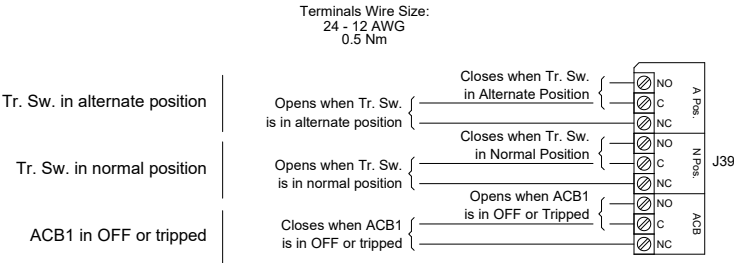 Terminals Wire Size:
24 - 12 AWG
0.5 Nm
Tr. Sw. in alternate position
Opens when Tr. Sw.
is in alternate position
Closes when Tr. Sw.
in Alternate Position
NO
C
NC
A Pos.
Tr. Sw. in normal position
Opens when Tr. Sw.
is in normal position
Closes when Tr. Sw.
in Normal Position
NO
C
NC
N Pos.
J39
ACB1 in OFF or tripped
Closes when ACB1
is in OFF or tripped
Opens when ACB1
is in OFF or Tripped
NO
C
NC
ACB